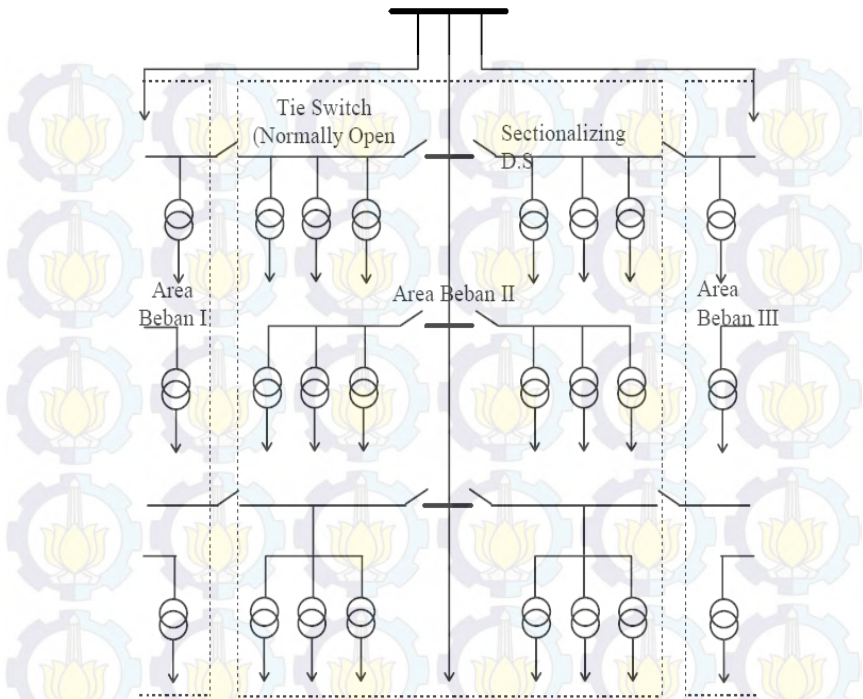 Tie Switch
(Normally Open
Sectionalizing
D.S
Area
Beban I
Area Beban II
Area
Beban III